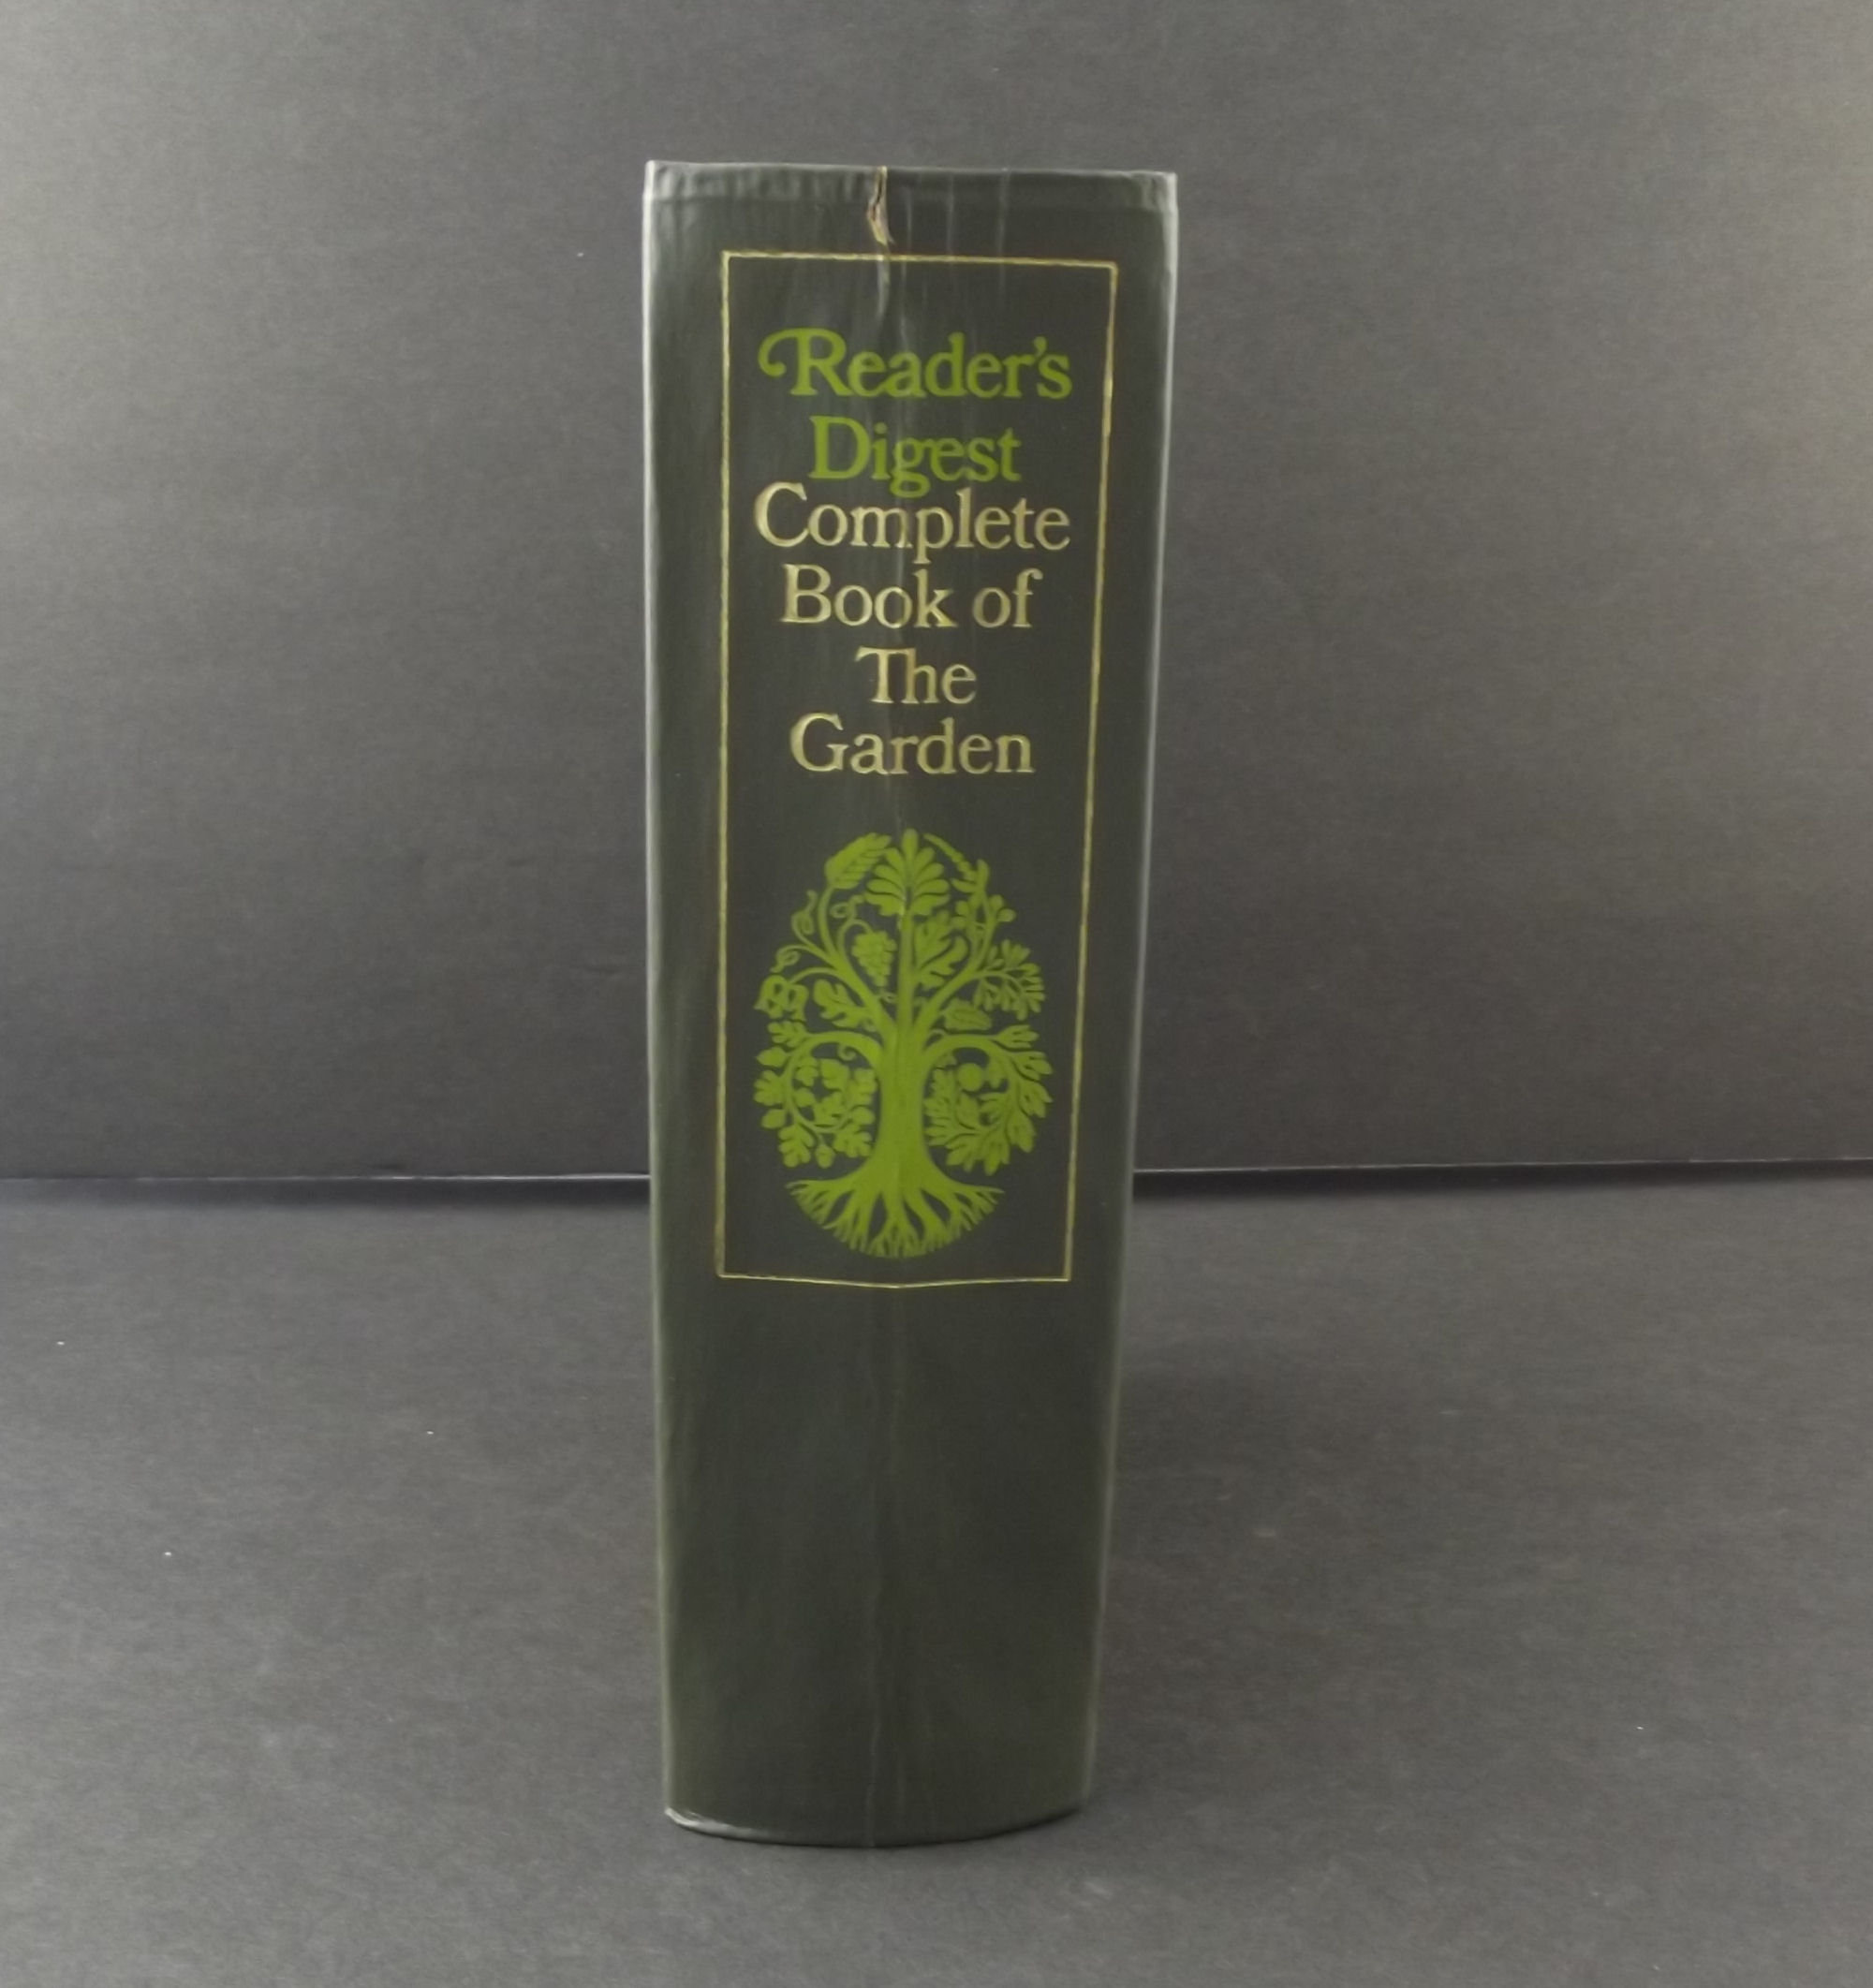 Reader's
Digest
Complete
Book of
The
Garden